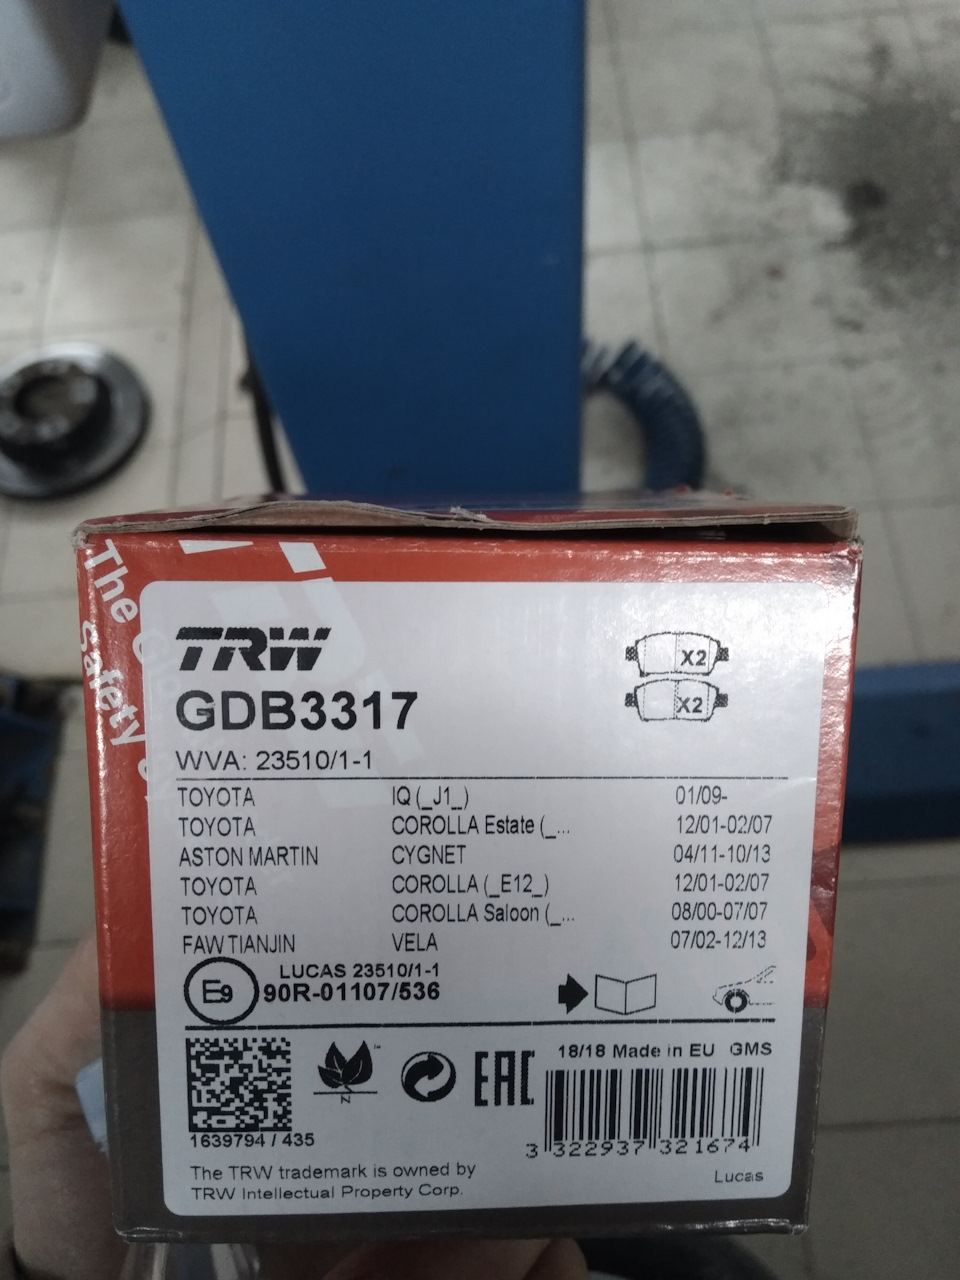 The
Safety
TRW
X2
GDB3317
X2
WVA: 23510/1-1
TOYOTA IQ (_J1_) 01/09-
TOYOTA COROLLA Estate (_... 12/01-02/07
ASTON MARTIN CYGNET 04/11-10/13
TOYOTA COROLLA (_E12_) 12/01-02/07
TOYOTA COROLLA Saloon (_... 08/00-07/07
FAW TIANJIN VELA 07/02-12/13
LUCAS 23510/1-1
E9 90R-01107/536
18/18 Made in EU GMS
™
N
EAC
1639794 / 435
3 322937 321674
The TRW trademark is owned by
TRW Intellectual Property Corp.
Lucas